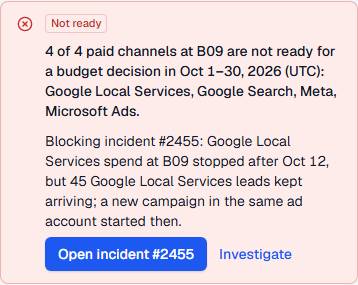 Not ready
4 of 4 paid channels at B09 are not ready for
a budget decision in Oct 1–30, 2026 (UTC):
Google Local Services, Google Search, Meta,
Microsoft Ads.
Blocking incident #2455: Google Local
Services spend at B09 stopped after Oct 12,
but 45 Google Local Services leads kept
arriving; a new campaign in the same ad
account started then.
Open incident #2455 Investigate